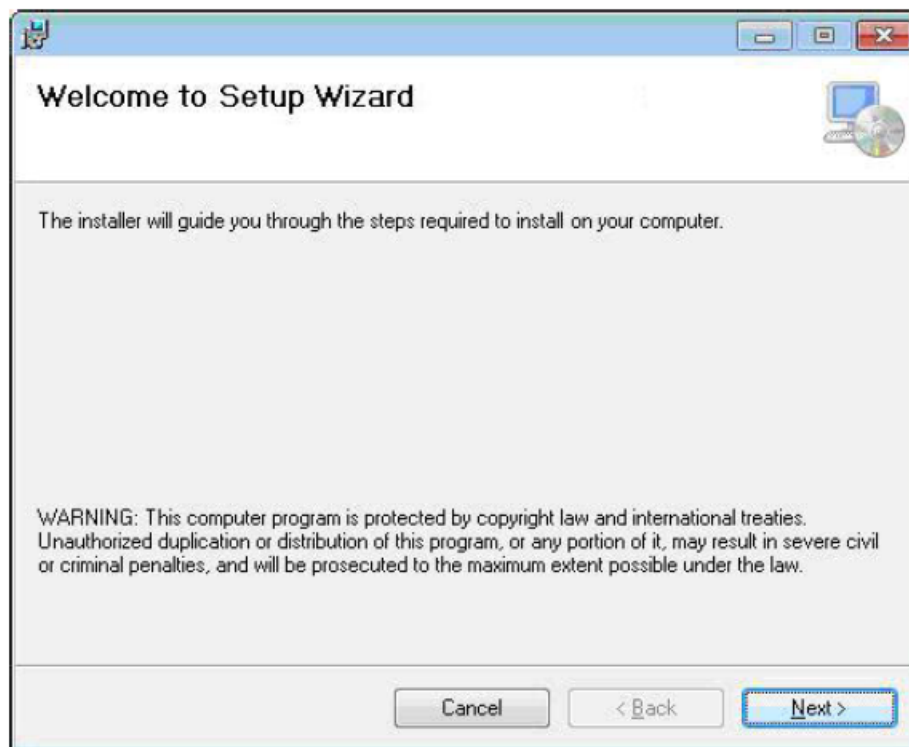 Welcome to Setup Wizard
The installer will guide you through the steps required to install on your computer.
WARNING: This computer program is protected by copyright law and international treaties.
Unauthorized duplication or distribution of this program, or any portion of it, may result in severe civil
or criminal penalties, and will be prosecuted to the maximum extent possible under the law.
Cancel < Back Next >